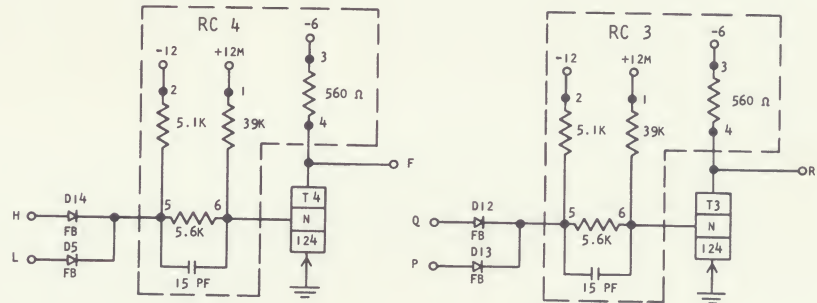 RC 4
-12
+12M
-6
2
1
3
5.1K
39K
560 Ω
4
F
T4
N
124
H
D14
FB
5
6
5.6K
L
D5
FB
15 PF
RC 3
-12
+12M
-6
2
1
3
5.1K
39K
560 Ω
4
R
T3
N
124
Q
D12
FB
5
6
5.6K
P
D13
FB
15 PF